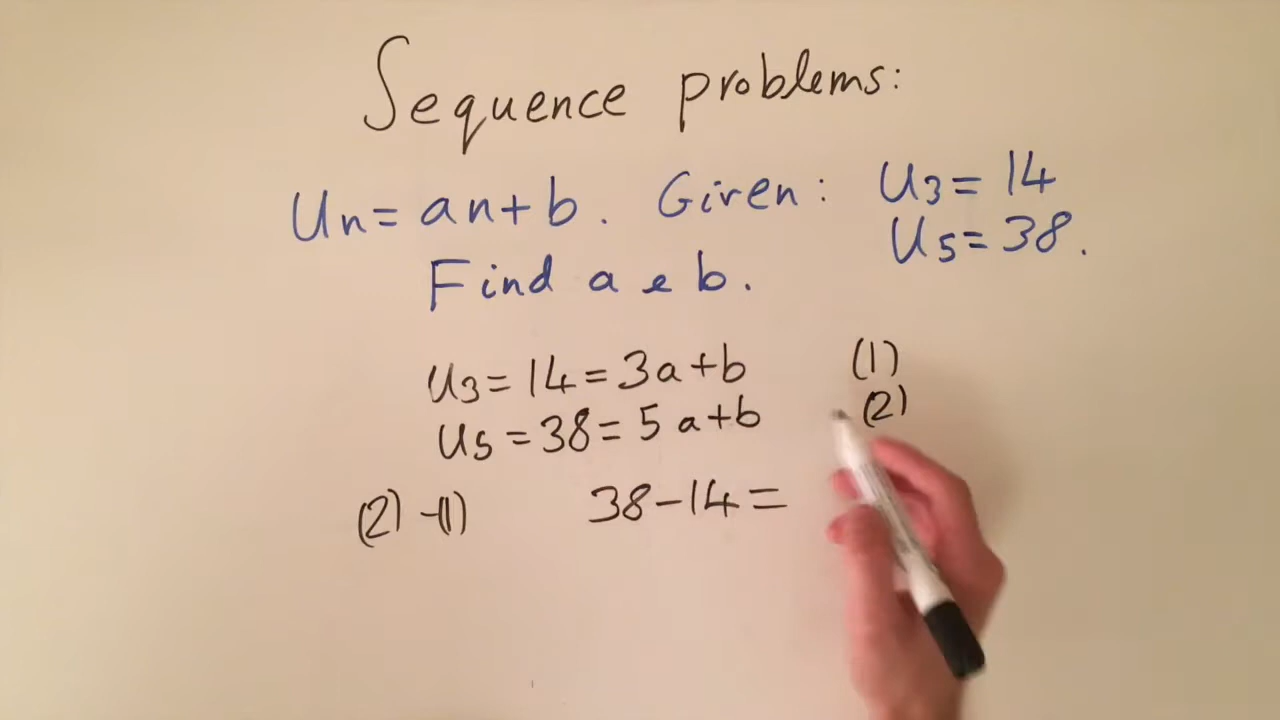 Sequence problems:
Un = an + b. Given: U3 = 14
U5 = 38.
Find a e b.
U3 = 14 = 3a + b (1)
U5 = 38 = 5a + b (2)
(2) - (1) 38 - 14 =